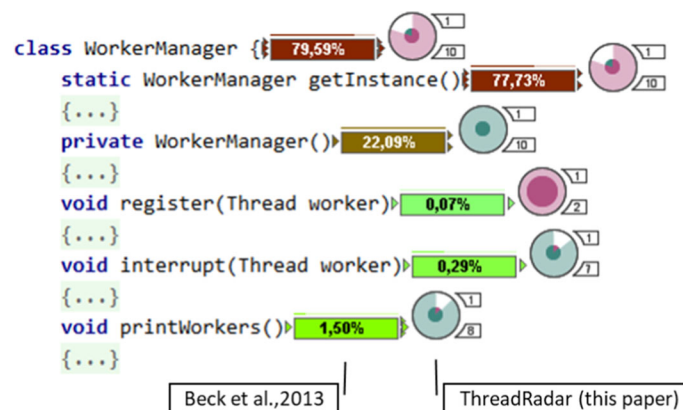 class WorkerManager { 79,59% 1 10
static WorkerManager getInstance() 77,73% 1 10
{...}
private WorkerManager() 22,09% 1 10
{...}
void register(Thread worker) 0,07% 1 2
{...}
void interrupt(Thread worker) 0,29% 1 7
{...}
void printWorkers() 1,50% 1 8
{...}
Beck et al.,2013 ThreadRadar (this paper)